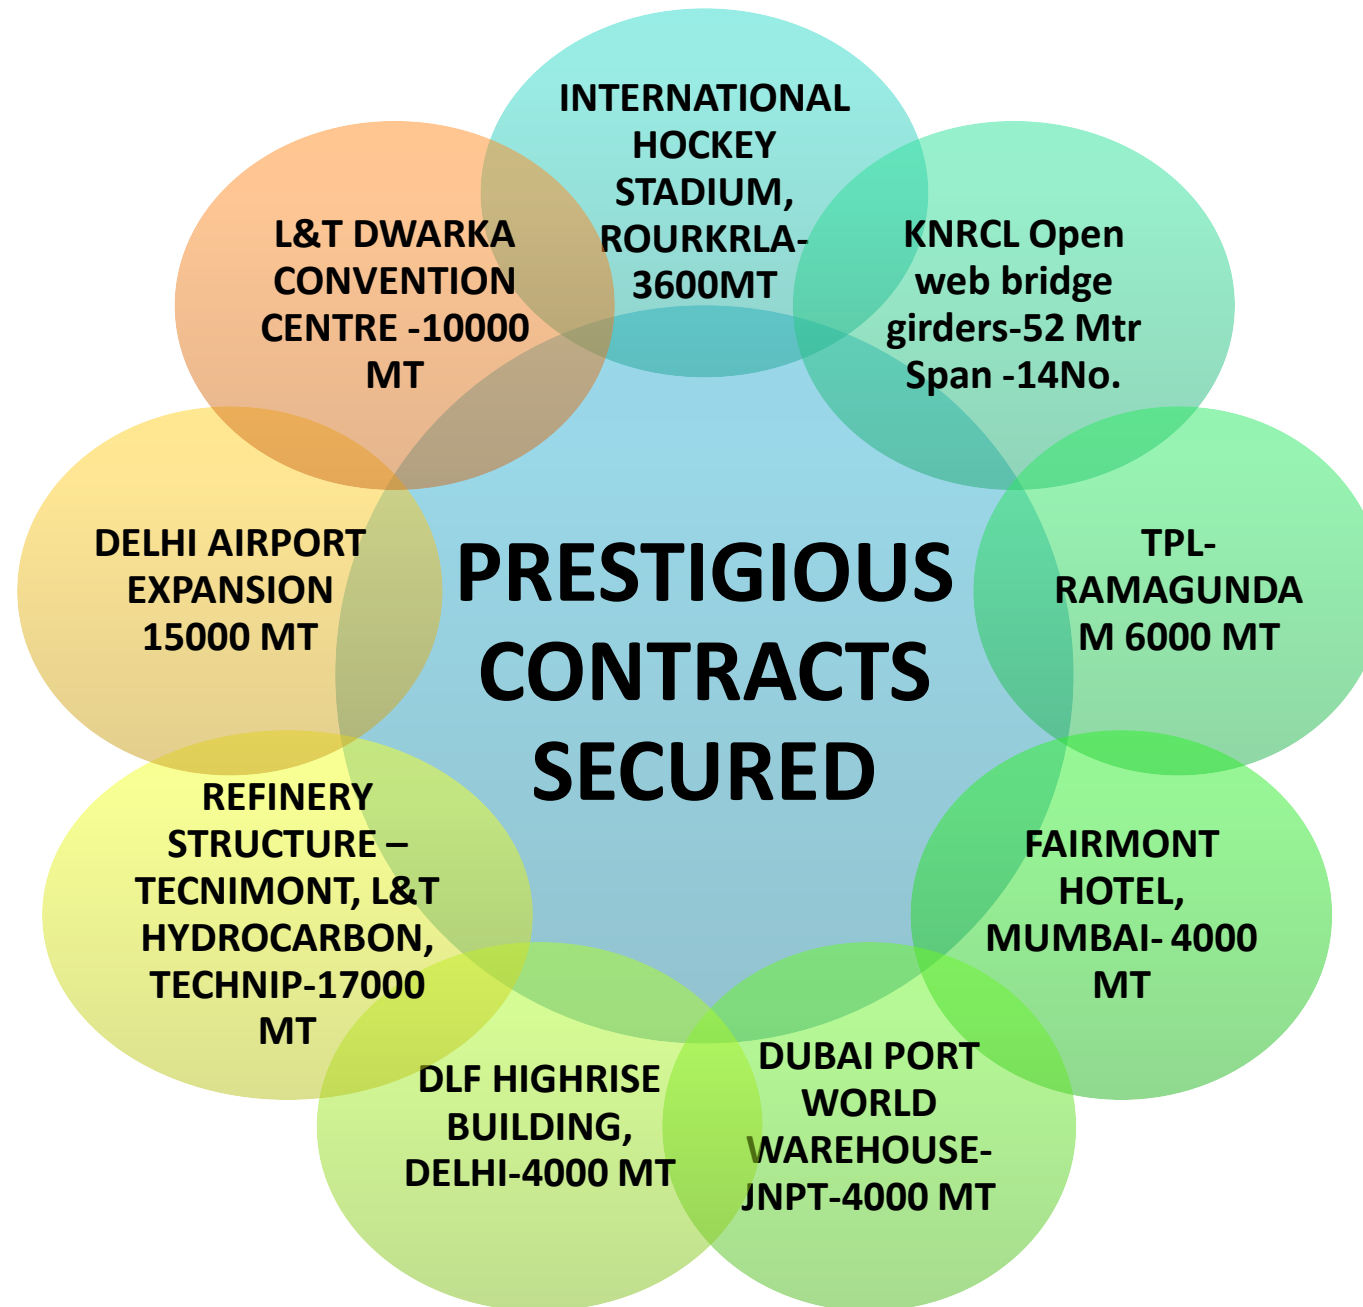 INTERNATIONAL
HOCKEY
STADIUM,
ROURKRLA-
3600MT
KNRCL Open
web bridge
girders-52 Mtr
Span -14No.
TPL-
RAMAGUNDA
M 6000 MT
FAIRMONT
HOTEL,
MUMBAI- 4000
MT
DUBAI PORT
WORLD
WAREHOUSE-
JNPT-4000 MT
DLF HIGHRISE
BUILDING,
DELHI-4000 MT
REFINERY
STRUCTURE –
TECNIMONT, L&T
HYDROCARBON,
TECHNIP-17000
MT
DELHI AIRPORT
EXPANSION
15000 MT
L&T DWARKA
CONVENTION
CENTRE -10000
MT
PRESTIGIOUS
CONTRACTS
SECURED